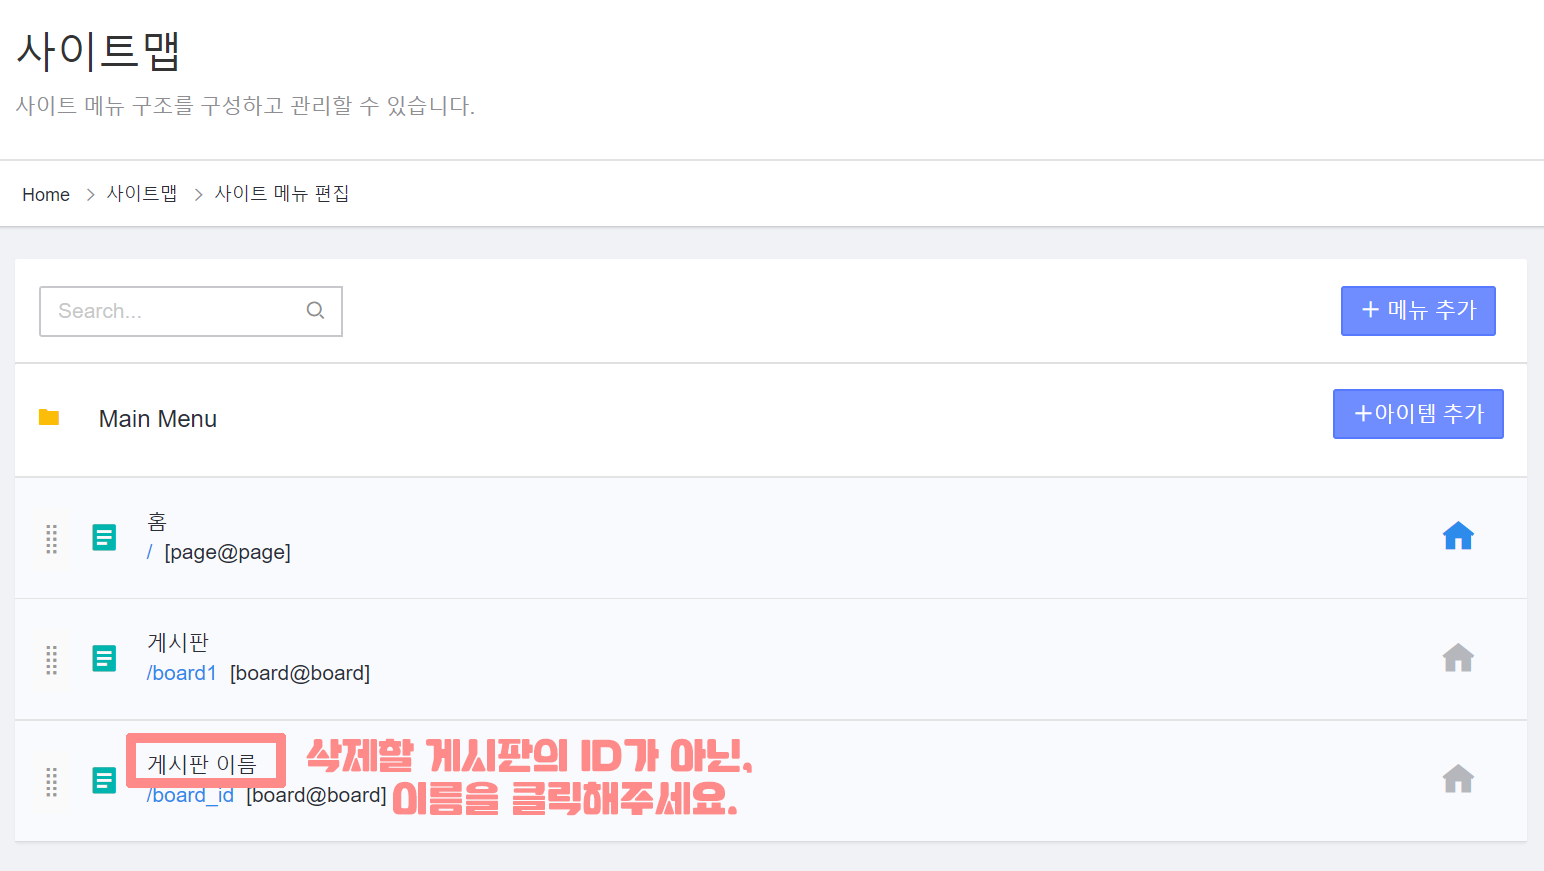 사이트맵
사이트 메뉴 구조를 구성하고 관리할 수 있습니다.
Home > 사이트맵 > 사이트 메뉴 편집
Search...
+ 메뉴 추가
Main Menu
+아이템 추가
홈
/ [page@page]
게시판
/board1 [board@board]
게시판 이름
/board_id [board@board]
삭제할 게시판의 ID가 아닌,
이름을 클릭해주세요.